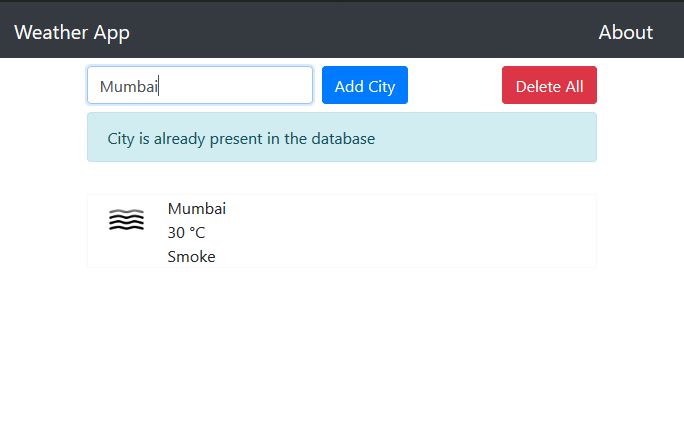 Weather App
About
Mumbai
Add City
Delete All
City is already present in the database
Mumbai
30 °C
Smoke